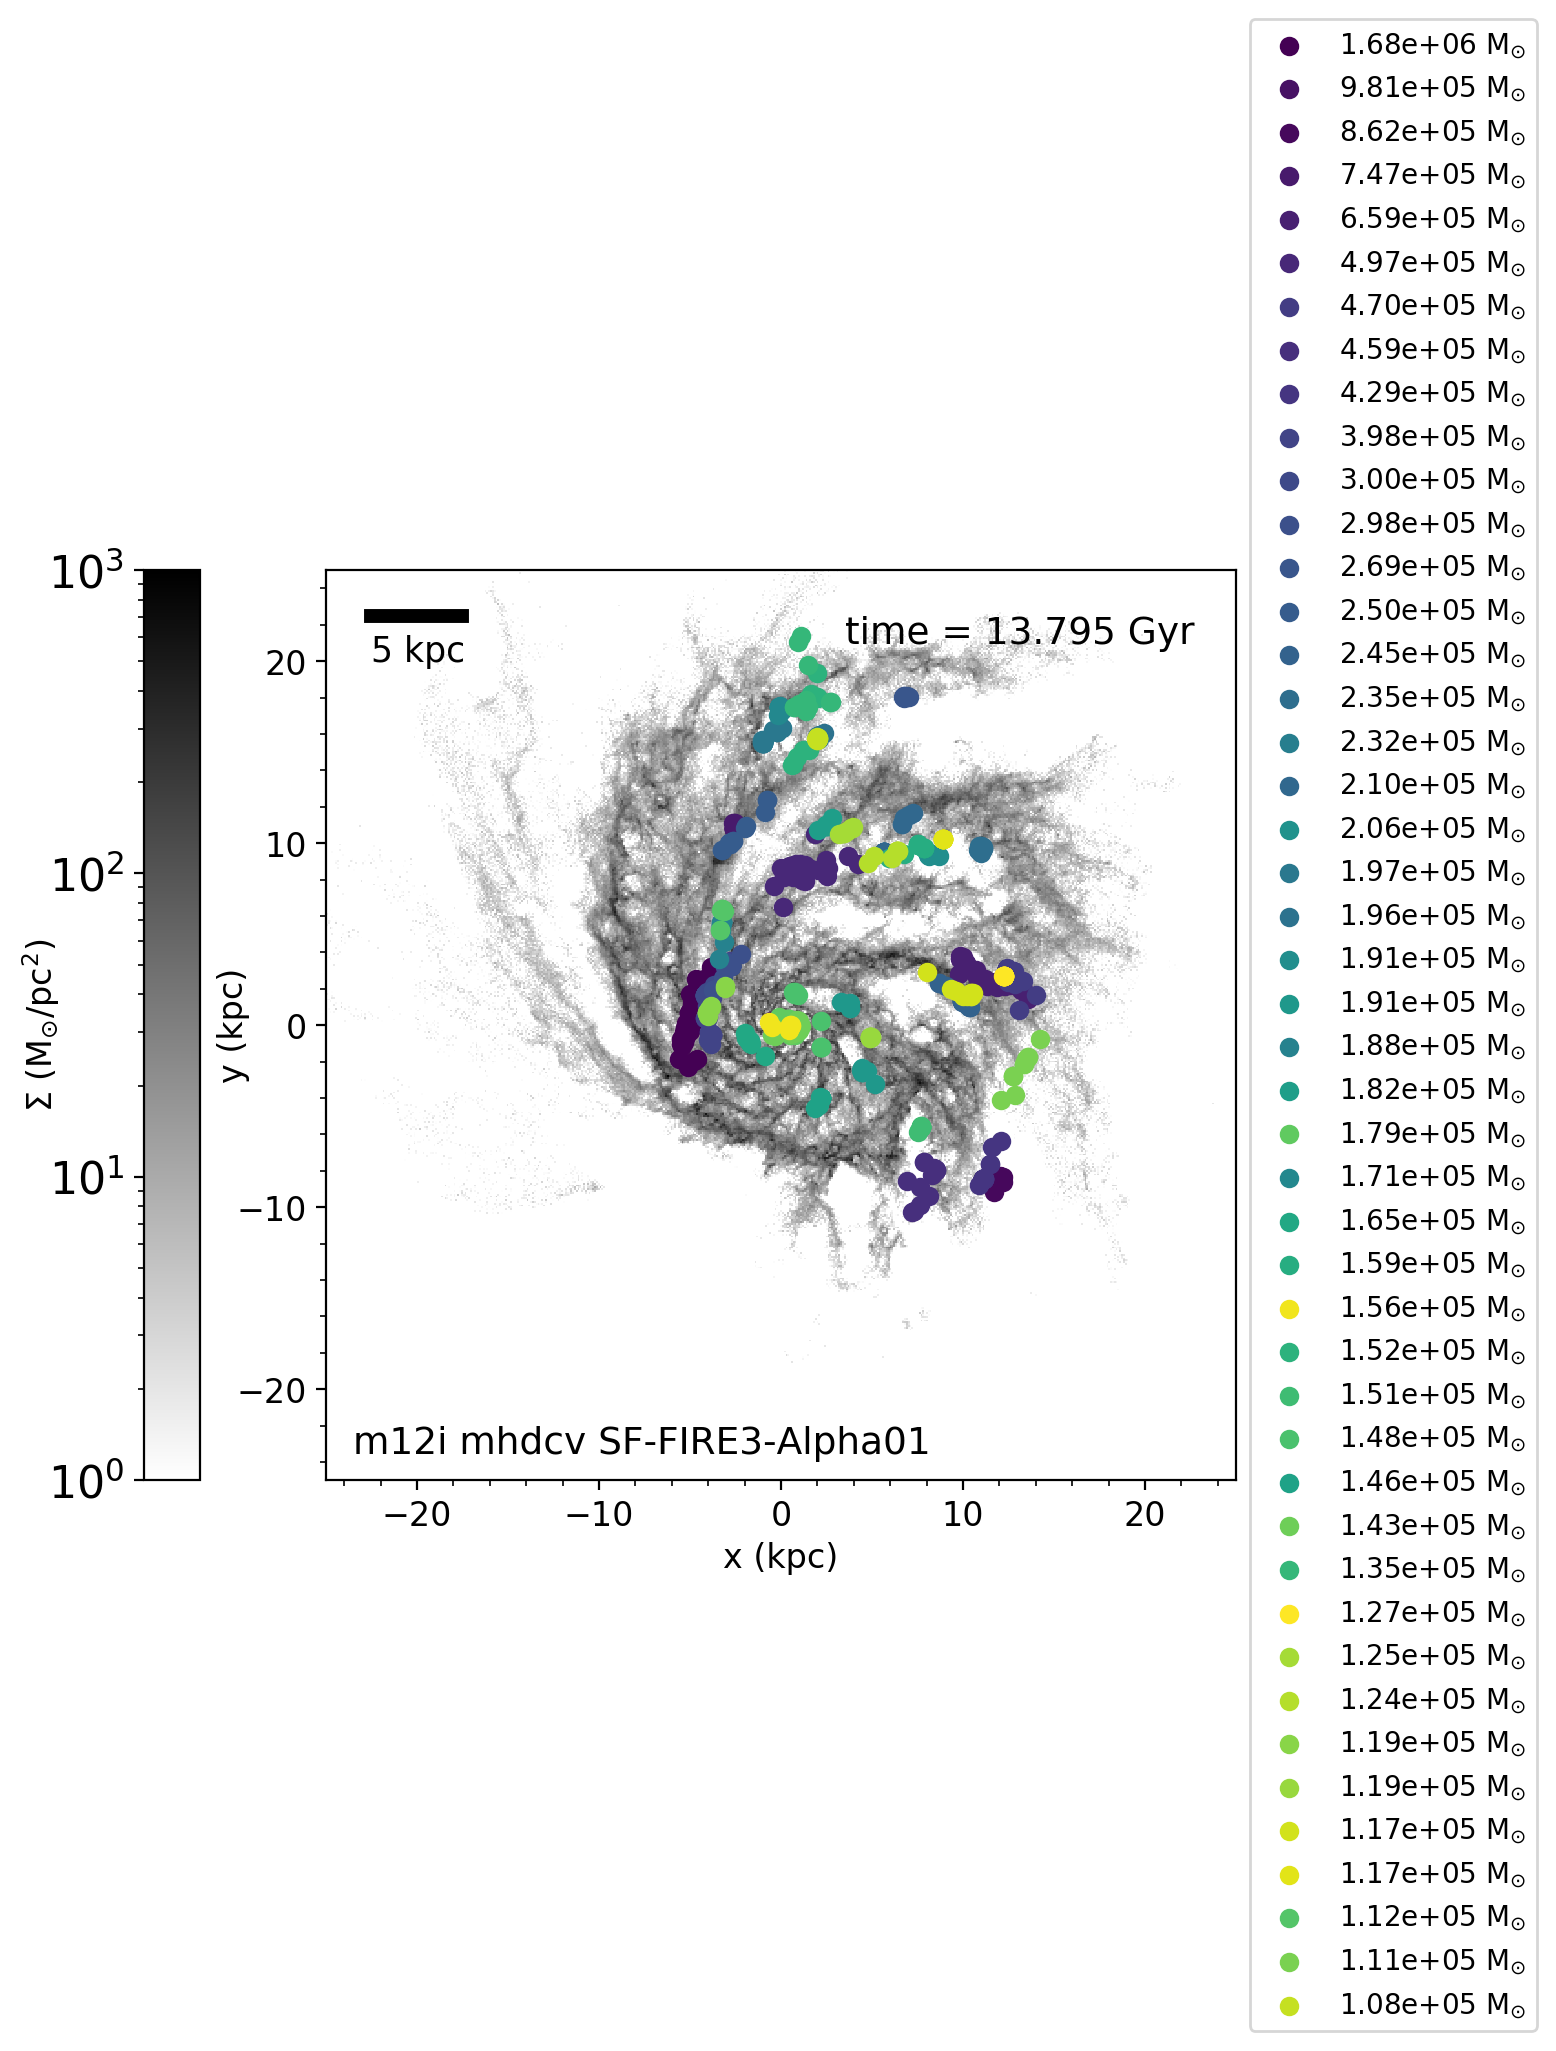 10³
10²
10¹
10⁰
Σ (M⊙/pc²)
y (kpc)
20
10
0
−10
−20
5 kpc
time = 13.795 Gyr
m12i mhdcv SF-FIRE3-Alpha01
−20
−10
0
10
20
x (kpc)
1.68e+06 M⊙
9.81e+05 M⊙
8.62e+05 M⊙
7.47e+05 M⊙
6.59e+05 M⊙
4.97e+05 M⊙
4.70e+05 M⊙
4.59e+05 M⊙
4.29e+05 M⊙
3.98e+05 M⊙
3.00e+05 M⊙
2.98e+05 M⊙
2.69e+05 M⊙
2.50e+05 M⊙
2.45e+05 M⊙
2.35e+05 M⊙
2.32e+05 M⊙
2.10e+05 M⊙
2.06e+05 M⊙
1.97e+05 M⊙
1.96e+05 M⊙
1.91e+05 M⊙
1.91e+05 M⊙
1.88e+05 M⊙
1.82e+05 M⊙
1.79e+05 M⊙
1.71e+05 M⊙
1.65e+05 M⊙
1.59e+05 M⊙
1.56e+05 M⊙
1.52e+05 M⊙
1.51e+05 M⊙
1.48e+05 M⊙
1.46e+05 M⊙
1.43e+05 M⊙
1.35e+05 M⊙
1.27e+05 M⊙
1.25e+05 M⊙
1.24e+05 M⊙
1.19e+05 M⊙
1.19e+05 M⊙
1.17e+05 M⊙
1.17e+05 M⊙
1.12e+05 M⊙
1.11e+05 M⊙
1.08e+05 M⊙